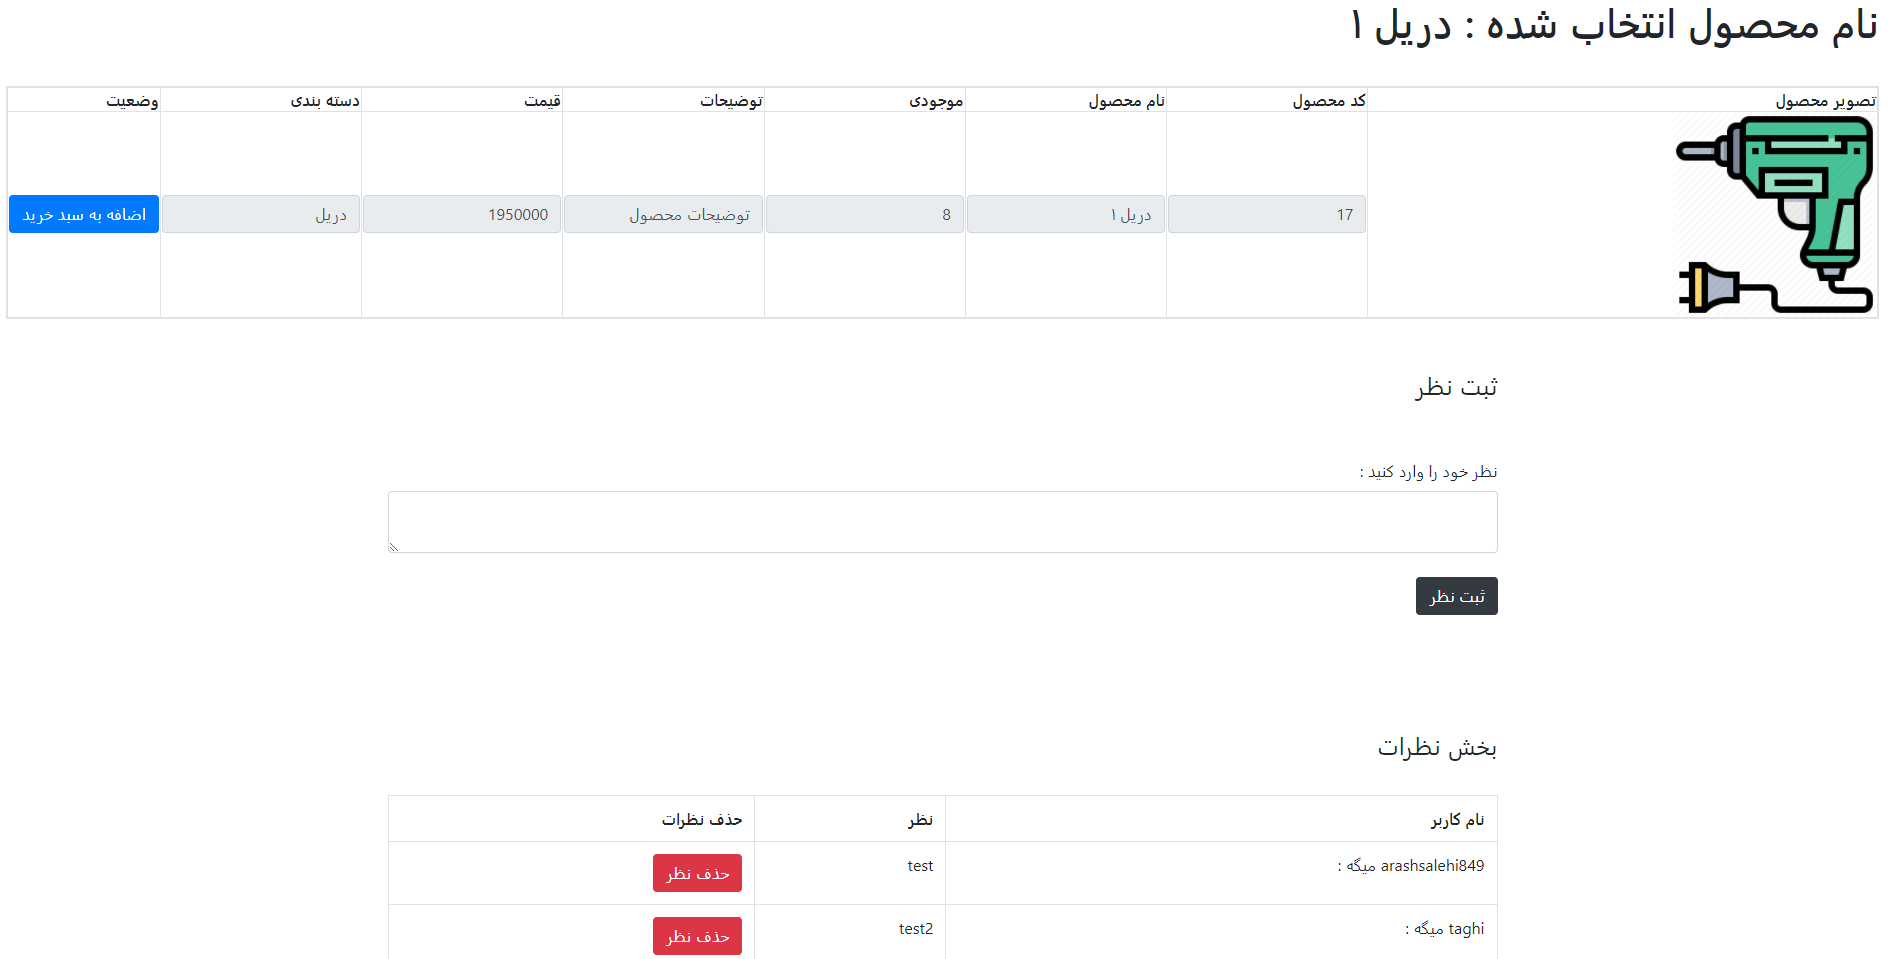 نام محصول انتخاب شده : دریل ۱
تصویر محصول کد محصول نام محصول موجودی توضیحات قیمت دسته بندی وضعیت
17 دریل ۱ 8 توضیحات محصول 1950000 دریل اضافه به سبد خرید
ثبت نظر
نظر خود را وارد کنید :
ثبت نظر
بخش نظرات
نام کاربر نظر حذف نظرات
arashsalehi849 میگه : test حذف نظر
taghi میگه : test2 حذف نظر